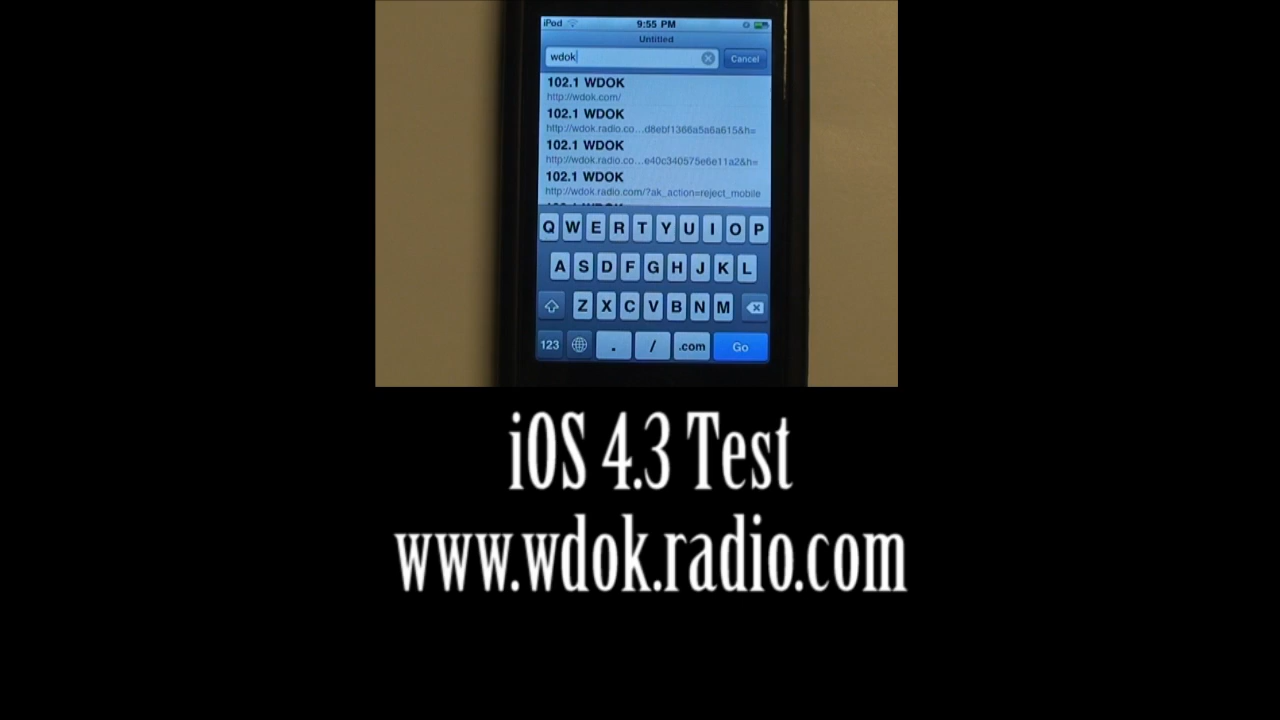 iPod 9:55 PM
Untitled
wdok Cancel
102.1 WDOK
http://wdok.com/
102.1 WDOK
http://wdok.radio.co...d8ebf1366a5a6a615&h=
102.1 WDOK
http://wdok.radio.co...e40c340575e6e11a2&h=
102.1 WDOK
http://wdok.radio.com/?ak_action=reject_mobile
Q W E R T Y U I O P
A S D F G H J K L
Z X C V B N M
123 . / .com Go
iOS 4.3 Test
www.wdok.radio.com